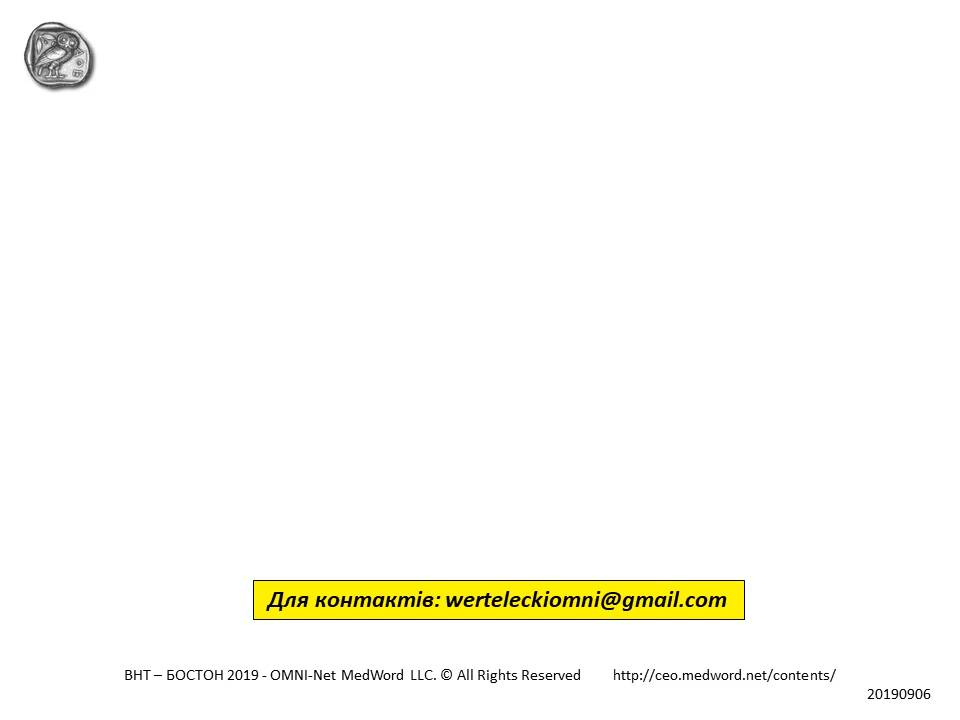 Для контактів: werteleckiomni@gmail.com
ВНТ – БОСТОН 2019 - OMNI-Net MedWord LLC. © All Rights Reserved http://ceo.medword.net/contents/
20190906